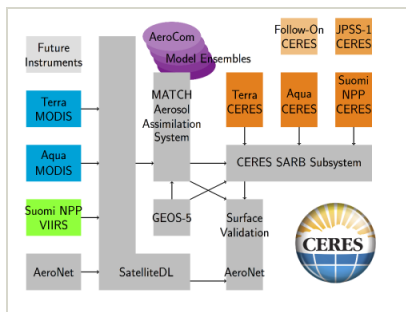 Future
Instruments
AeroCom
Model Ensembles
Follow-On
CERES
JPSS-1
CERES
Terra
MODIS
MATCH
Aerosol
Assimilation
System
Terra
CERES
Aqua
CERES
Suomi
NPP
CERES
Aqua
MODIS
CERES SARB Subsystem
Suomi NPP
VIIRS
GEOS-5
Surface
Validation
CERES
AeroNet
SatelliteDL
AeroNet